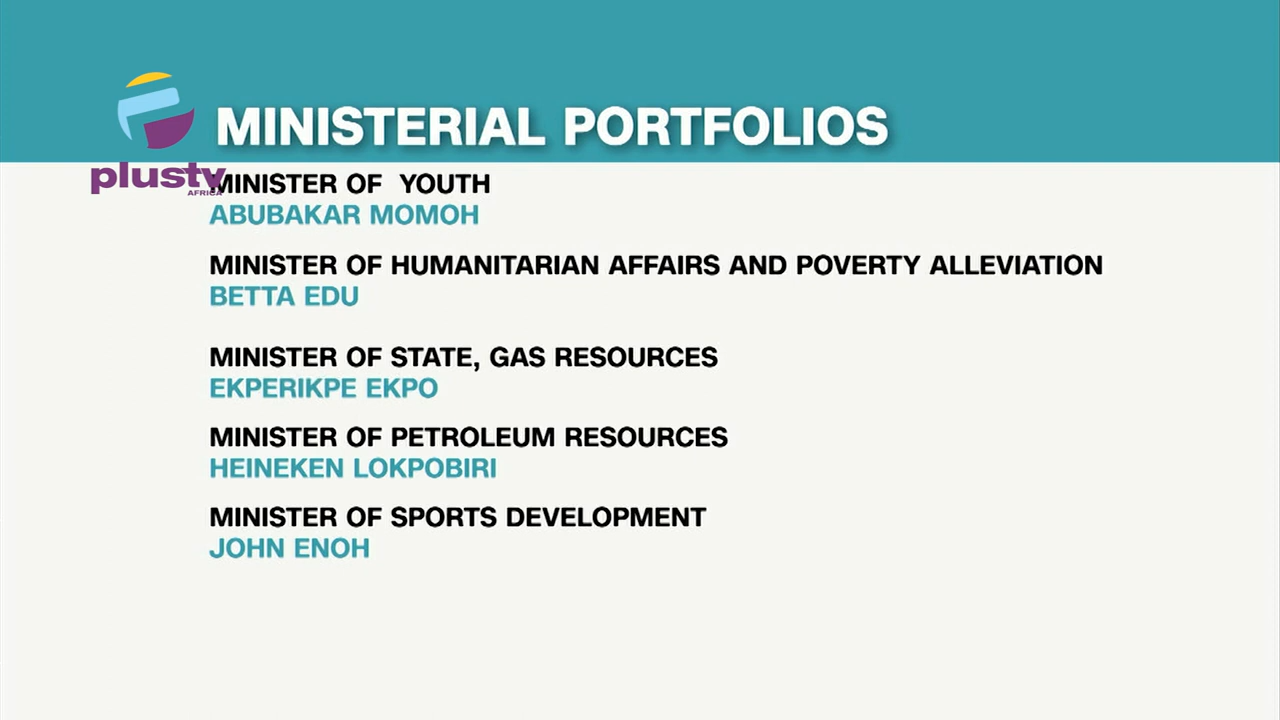 MINISTERIAL PORTFOLIOS
plustv
AFRICA
MINISTER OF YOUTH
ABUBAKAR MOMOH
MINISTER OF HUMANITARIAN AFFAIRS AND POVERTY ALLEVIATION
BETTA EDU
MINISTER OF STATE, GAS RESOURCES
EKPERIKPE EKPO
MINISTER OF PETROLEUM RESOURCES
HEINEKEN LOKPOBIRI
MINISTER OF SPORTS DEVELOPMENT
JOHN ENOH